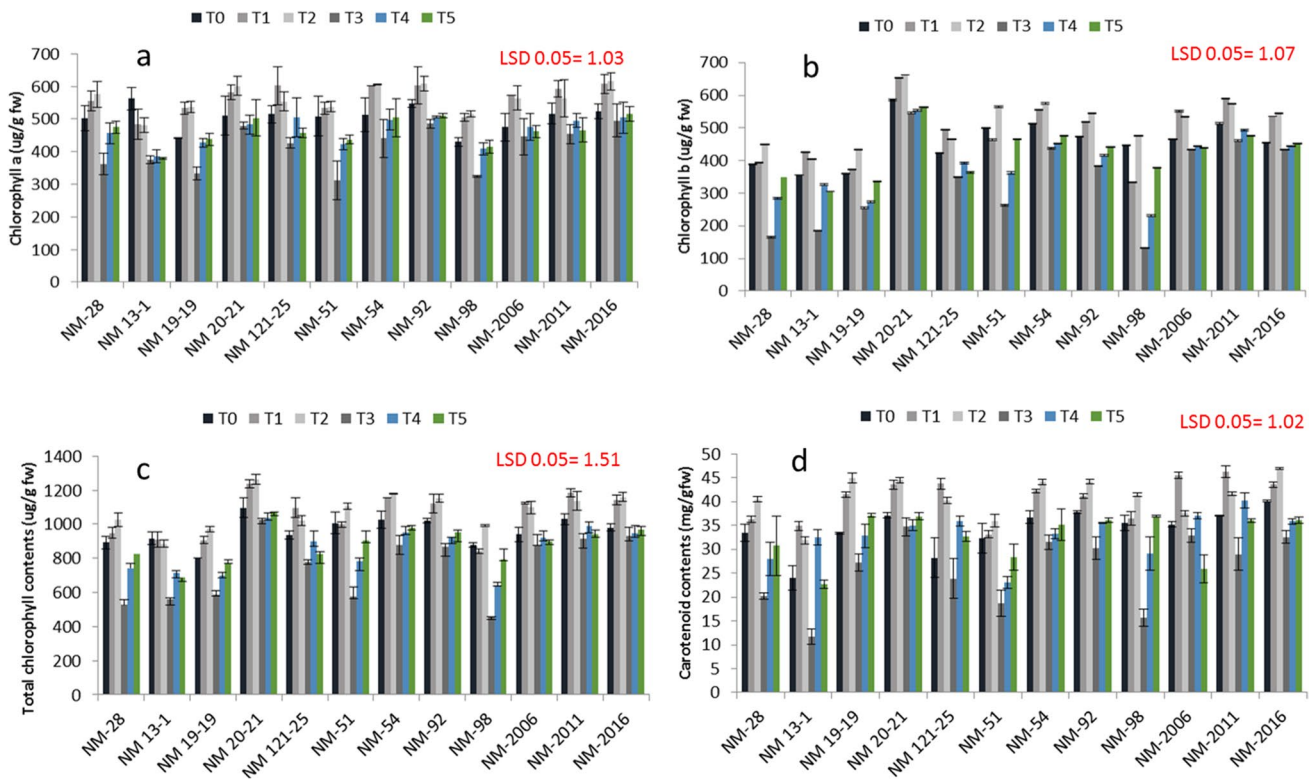 T0 T1 T2 T3 T4 T5
a
LSD 0.05= 1.03
Chlorophyll a (ug/g fw)
700
600
500
400
300
200
100
0
NM-28 NM 13-1 NM 19-19 NM 20-21 NM 121-25 NM-51 NM-54 NM-92 NM-98 NM-2006 NM-2011 NM-2016
T0 T1 T2 T3 T4 T5
b
LSD 0.05= 1.07
Chlorophyll b (ug/g fw)
700
600
500
400
300
200
100
0
NM-28 NM 13-1 NM 19-19 NM 20-21 NM 121-25 NM-51 NM-54 NM-92 NM-98 NM-2006 NM-2011 NM-2016
T0 T1 T2 T3 T4 T5
c
LSD 0.05= 1.51
Total chlorophyll contents (ug/g fw)
1400
1200
1000
800
600
400
200
0
NM-28 NM 13-1 NM 19-19 NM 20-21 NM 121-25 NM-51 NM-54 NM-92 NM-98 NM-2006 NM-2011 NM-2016
T0 T1 T2 T3 T4 T5
d
LSD 0.05= 1.02
Carotenoid contents (mg/gfw)
50
45
40
35
30
25
20
15
10
5
0
NM-28 NM 13-1 NM 19-19 NM 20-21 NM 121-25 NM-51 NM-54 NM-92 NM-98 NM-2006 NM-2011 NM-2016